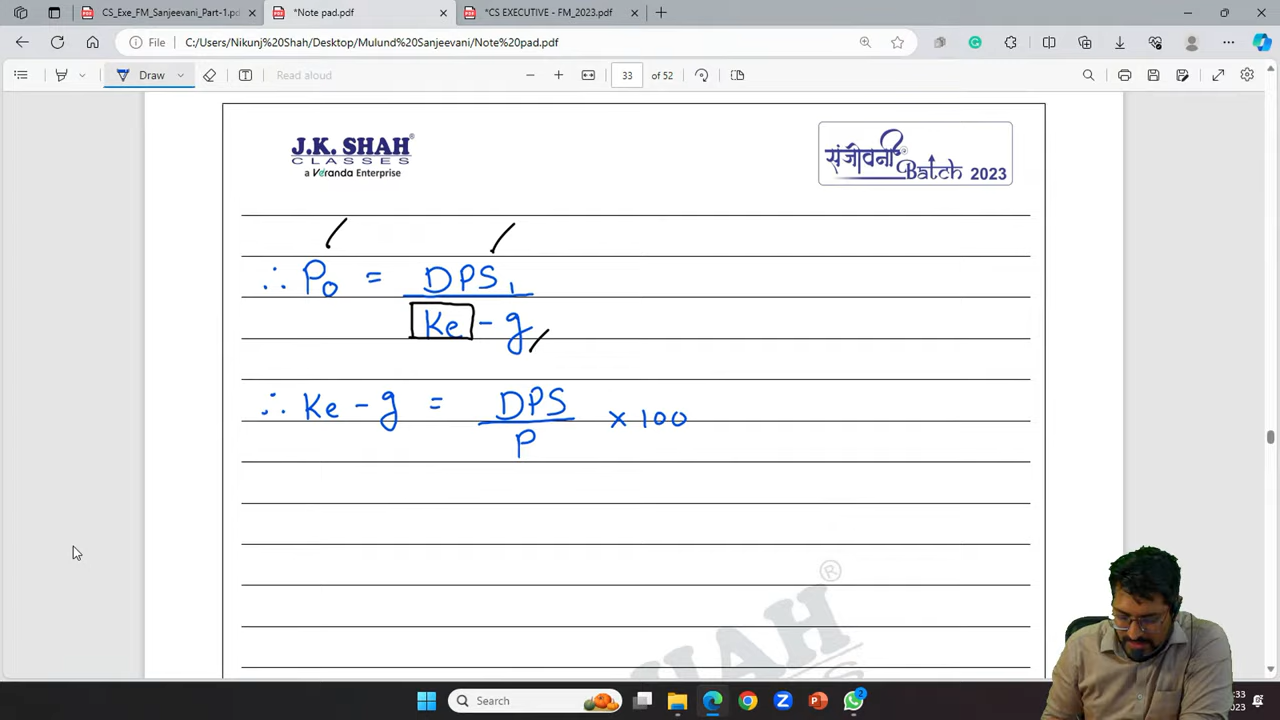 CS_Exe_FM_Sanjeevani_Part-1.pd
*Note pad.pdf
*CS EXECUTIVE - FM_2023.pdf
File
C:/Users/Nikunj%20Shah/Desktop/Mulund%20Sanjeevani/Note%20pad.pdf
Draw
Read aloud
33 of 52
J.K. SHAH®
CLASSES
a Veranda Enterprise
संजीवनी
Batch 2023
∴ P₀ = DPS₁
Ke - g
∴ Ke - g = DPS × 100
P
SHAH ®
Search
2